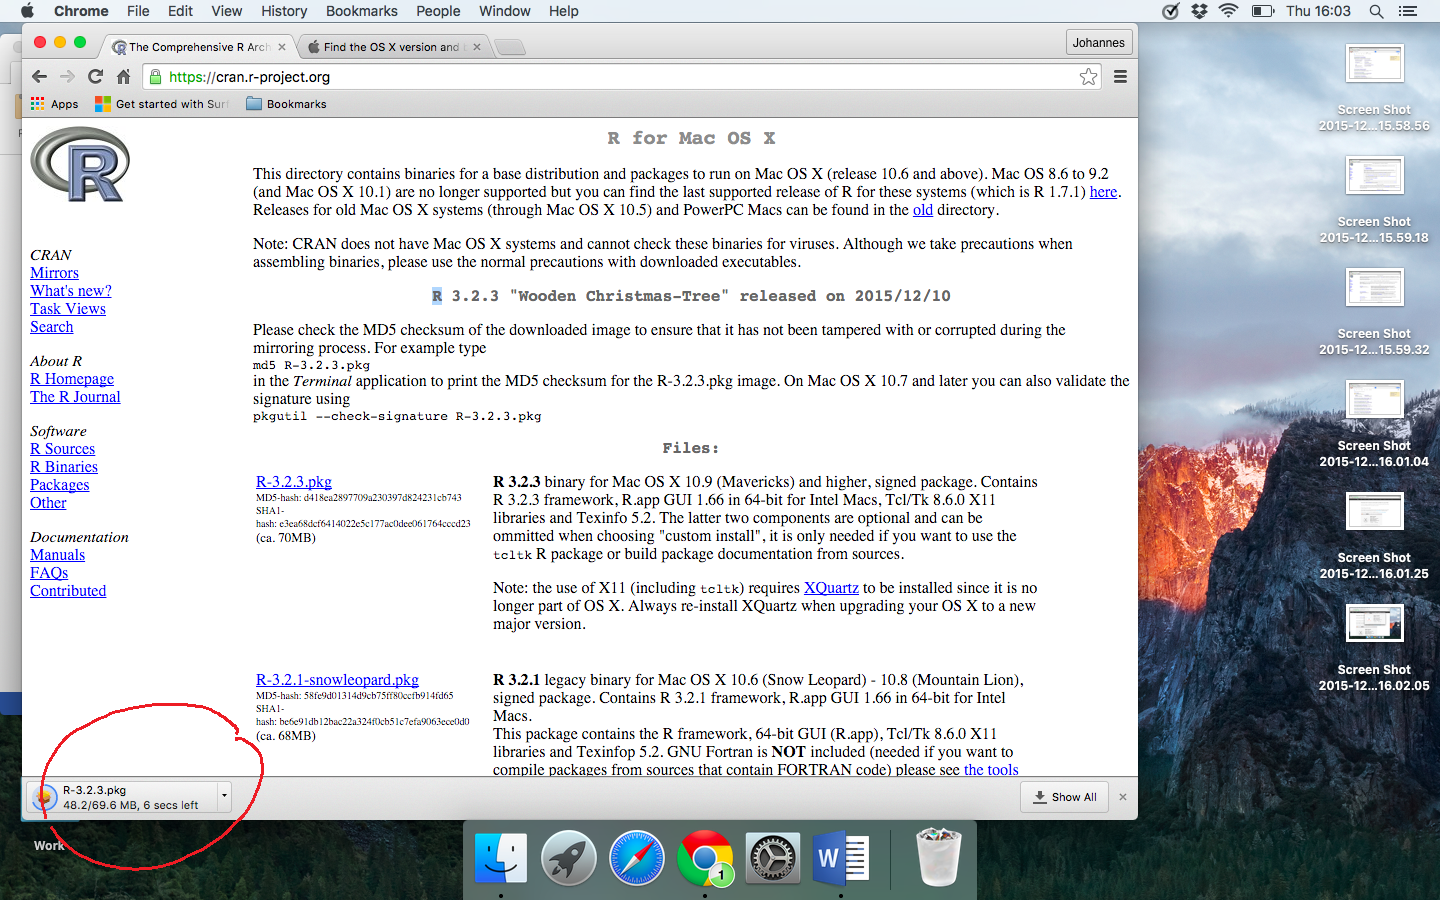 Chrome File Edit View History Bookmarks People Window Help Thu 16:03
The Comprehensive R Arch Find the OS X version and Johannes
https://cran.r-project.org
Apps Get started with Surf Bookmarks
R
CRAN
Mirrors
What's new?
Task Views
Search
About R
R Homepage
The R Journal
Software
R Sources
R Binaries
Packages
Other
Documentation
Manuals
FAQs
Contributed
R for Mac OS X
This directory contains binaries for a base distribution and packages to run on Mac OS X (release 10.6 and above). Mac OS 8.6 to 9.2
(and Mac OS X 10.1) are no longer supported but you can find the last supported release of R for these systems (which is R 1.7.1) here.
Releases for old Mac OS X systems (through Mac OS X 10.5) and PowerPC Macs can be found in the old directory.
Note: CRAN does not have Mac OS X systems and cannot check these binaries for viruses. Although we take precautions when
assembling binaries, please use the normal precautions with downloaded executables.
R 3.2.3 "Wooden Christmas-Tree" released on 2015/12/10
Please check the MD5 checksum of the downloaded image to ensure that it has not been tampered with or corrupted during the
mirroring process. For example type
md5 R-3.2.3.pkg
in the Terminal application to print the MD5 checksum for the R-3.2.3.pkg image. On Mac OS X 10.7 and later you can also validate the
signature using
pkgutil --check-signature R-3.2.3.pkg
Files:
R-3.2.3.pkg
MD5-hash: d418ea2897709a230397d824231cb743
SHA1-
hash: e3ea68dcf6414022e5c177ac0dee061764cccd23
(ca. 70MB)
R 3.2.3 binary for Mac OS X 10.9 (Mavericks) and higher, signed package. Contains
R 3.2.3 framework, R.app GUI 1.66 in 64-bit for Intel Macs, Tcl/Tk 8.6.0 X11
libraries and Texinfo 5.2. The latter two components are optional and can be
ommitted when choosing "custom install", it is only needed if you want to use the
tcltk R package or build package documentation from sources.
Note: the use of X11 (including tcltk) requires XQuartz to be installed since it is no
longer part of OS X. Always re-install XQuartz when upgrading your OS X to a new
major version.
R-3.2.1-snowleopard.pkg
MD5-hash: 58fe9d01314d9cb75ff80ccfb914fd65
SHA1-
hash: be6e91db12bac22a324f0cb51c7efa9063ece0d0
(ca. 68MB)
R 3.2.1 legacy binary for Mac OS X 10.6 (Snow Leopard) - 10.8 (Mountain Lion),
signed package. Contains R 3.2.1 framework, R.app GUI 1.66 in 64-bit for Intel
Macs.
This package contains the R framework, 64-bit GUI (R.app), Tcl/Tk 8.6.0 X11
libraries and Texinfop 5.2. GNU Fortran is NOT included (needed if you want to
compile packages from sources that contain FORTRAN code) please see the tools
R-3.2.3.pkg
48.2/69.6 MB, 6 secs left
Show All
Work
W
1
Screen Shot
2015-12...15.58.56
Screen Shot
2015-12...15.59.18
Screen Shot
2015-12...15.59.32
Screen Shot
2015-12...16.01.04
Screen Shot
2015-12...16.01.25
Screen Shot
2015-12...16.02.05